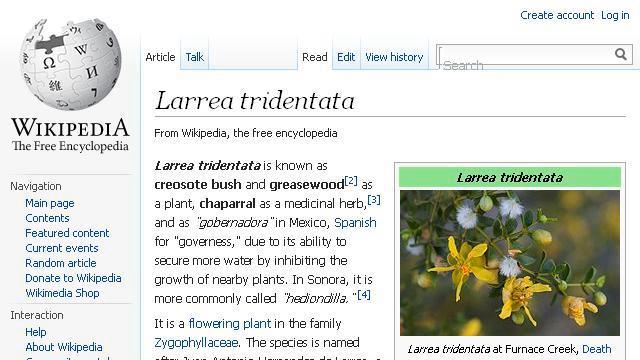 Create account Log in
Article Talk Read Edit View history Search
WIKIPEDIA
The Free Encyclopedia
Larrea tridentata
From Wikipedia, the free encyclopedia
Navigation
Main page
Contents
Featured content
Current events
Random article
Donate to Wikipedia
Wikimedia Shop
Interaction
Help
About Wikipedia
Larrea tridentata is known as
creosote bush and greasewood[2] as
a plant, chaparral as a medicinal herb,[3]
and as "gobernadora" in Mexico, Spanish
for "governess," due to its ability to
secure more water by inhibiting the
growth of nearby plants. In Sonora, it is
more commonly called "hediondilla." [4]
It is a flowering plant in the family
Zygophyllaceae. The species is named
Larrea tridentata
Larrea tridentata at Furnace Creek, Death